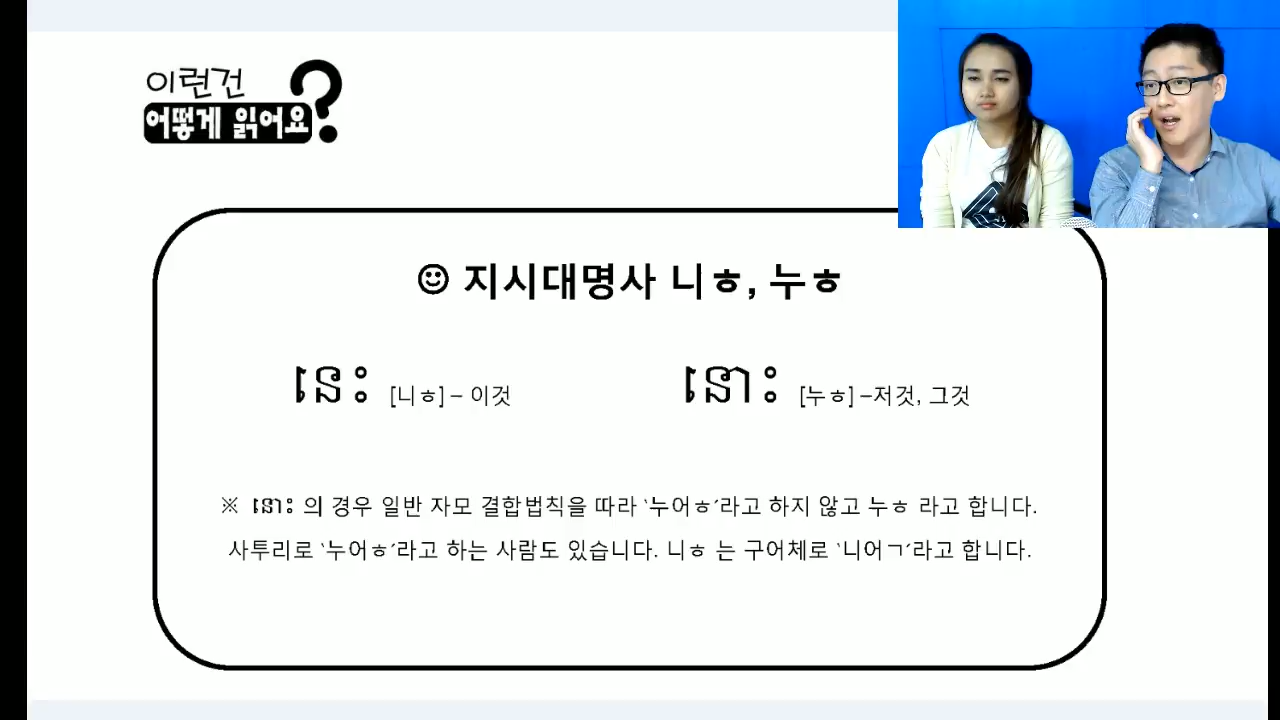 이런건
어떻게 읽어요?
☺ 지시대명사 니ㅎ, 누ㅎ
នេះ [니ㅎ] – 이것
នោះ [누ㅎ] –저것, 그것
※ នោះ 의 경우 일반 자모 결합법칙을 따라 ‘누어ㅎ’라고 하지 않고 누ㅎ 라고 합니다.
사투리로 ‘누어ㅎ’라고 하는 사람도 있습니다. 니ㅎ 는 구어체로 ‘니어ㄱ’라고 합니다.